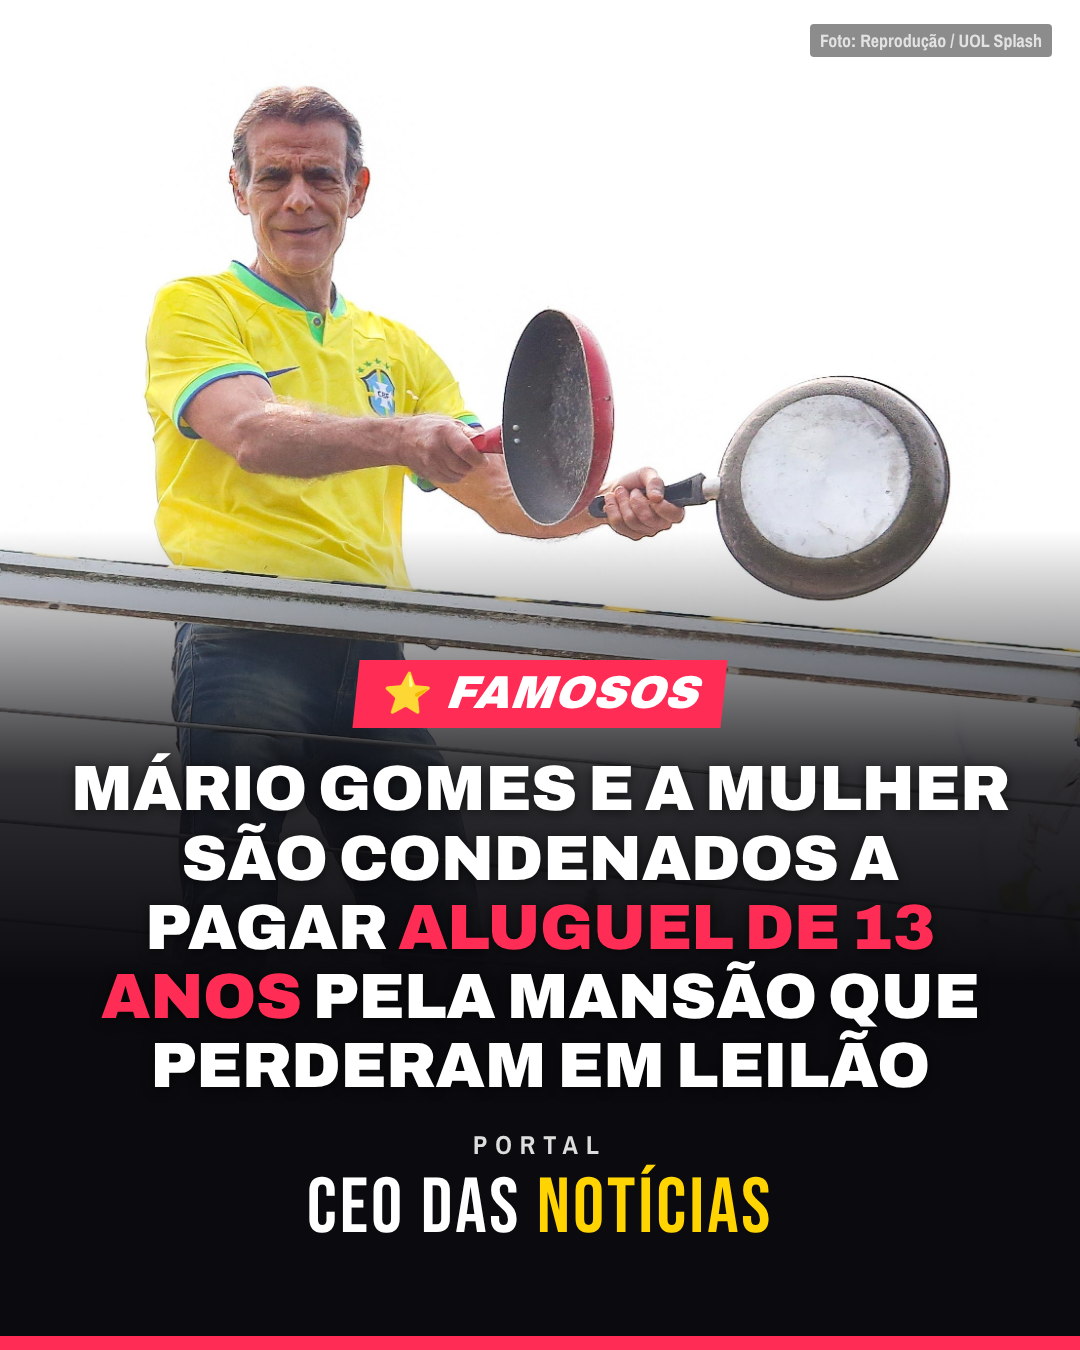 Foto: Reprodução / UOL Splash
FAMOSOS
MÁRIO GOMES E A MULHER
SÃO CONDENADOS A
PAGAR ALUGUEL DE 13
ANOS PELA MANSÃO QUE
PERDERAM EM LEILÃO
PORTAL
CEO DAS NOTÍCIAS